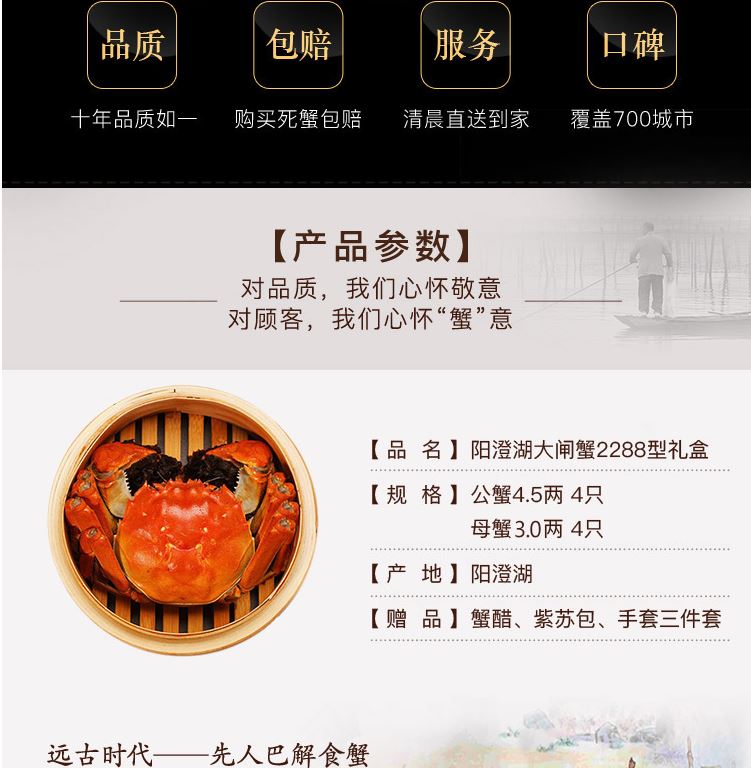 品质 包赔 服务 口碑
十年品质如一 购买死蟹包赔 清晨直送到家 覆盖700城市
【产品参数】
对品质，我们心怀敬意
对顾客，我们心怀“蟹”意
【品 名】阳澄湖大闸蟹2288型礼盒
【规 格】公蟹4.5两 4只
母蟹3.0两 4只
【产 地】阳澄湖
【赠 品】蟹醋、紫苏包、手套三件套
远古时代——先人巴解食蟹